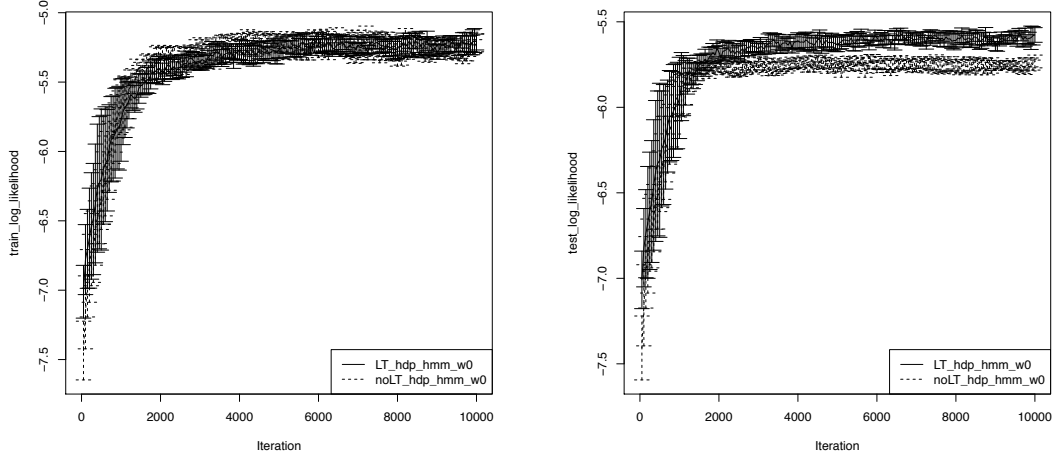 train_log_likelihood
-5.0
-5.5
-6.0
-6.5
-7.0
-7.5
0
2000
4000
6000
8000
10000
Iteration
LT_hdp_hmm_w0
noLT_hdp_hmm_w0
test_log_likelihood
-5.5
-6.0
-6.5
-7.0
-7.5
0
2000
4000
6000
8000
10000
Iteration
LT_hdp_hmm_w0
noLT_hdp_hmm_w0